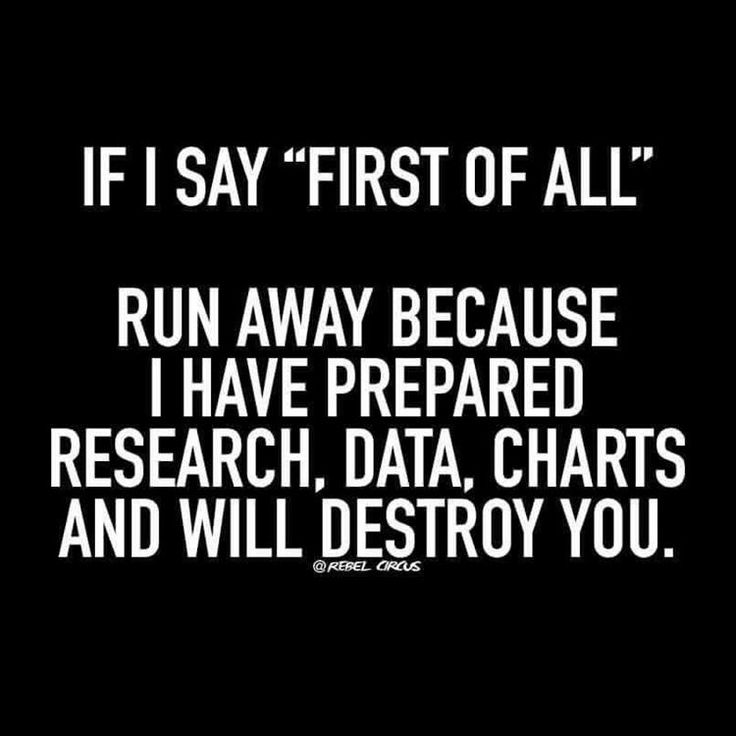 IF I SAY “FIRST OF ALL”
RUN AWAY BECAUSE
I HAVE PREPARED
RESEARCH, DATA, CHARTS
AND WILL DESTROY YOU.
@REBEL CIRCUS